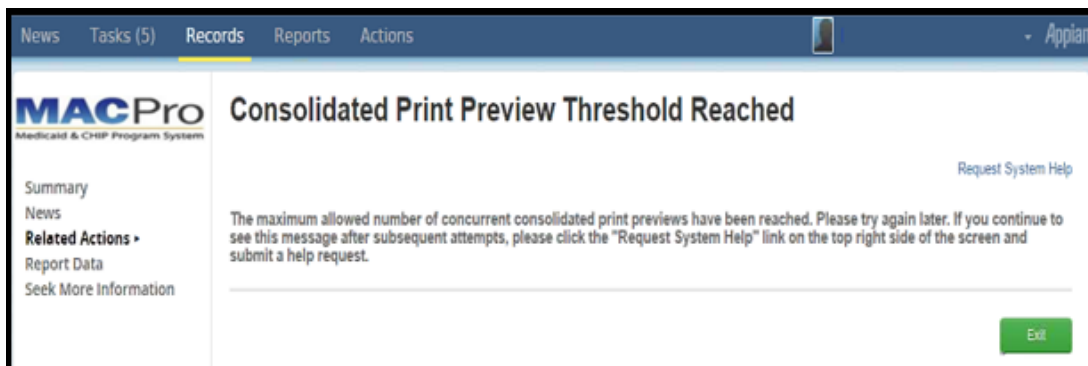 News Tasks (5) Records Reports Actions
MACPro
Medicaid & CHIP Program System
Consolidated Print Preview Threshold Reached
Request System Help
Summary
News
Related Actions ▸
Report Data
Seek More Information
The maximum allowed number of concurrent consolidated print previews have been reached. Please try again later. If you continue to
see this message after subsequent attempts, please click the "Request System Help" link on the top right side of the screen and
submit a help request.
Exit